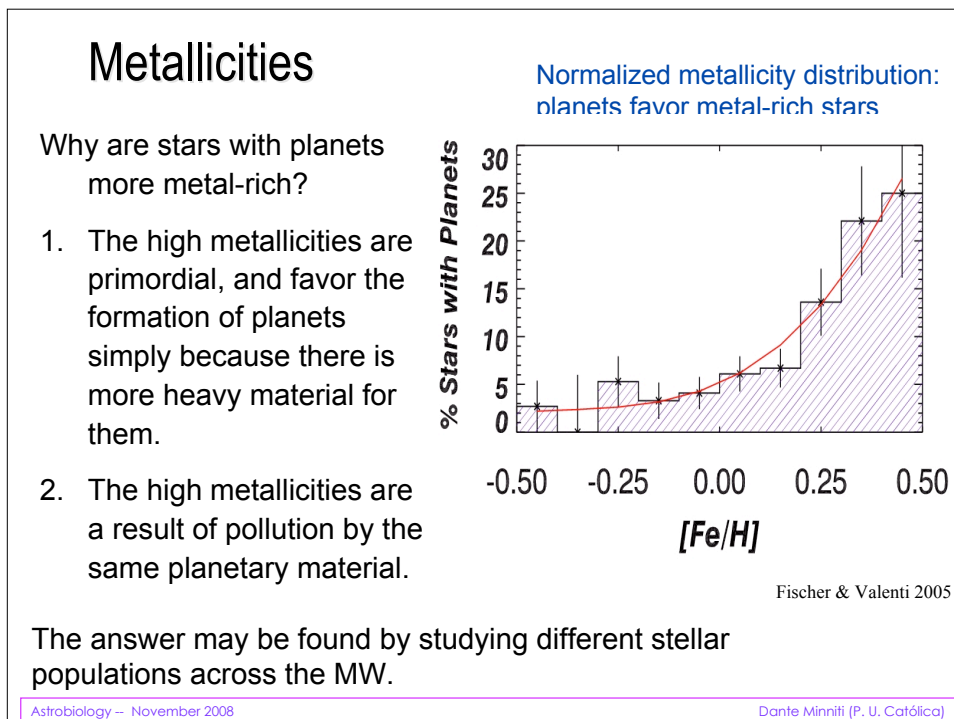 Metallicities
Normalized metallicity distribution:
planets favor metal-rich stars
Why are stars with planets
more metal-rich?
1. The high metallicities are
primordial, and favor the
formation of planets
simply because there is
more heavy material for
them.
2. The high metallicities are
a result of pollution by the
same planetary material.
% Stars with Planets
30
25
20
15
10
5
0
-0.50 -0.25 0.00 0.25 0.50
[Fe/H]
Fischer & Valenti 2005
The answer may be found by studying different stellar
populations across the MW.
Astrobiology -- November 2008 Dante Minniti (P. U. Católica)